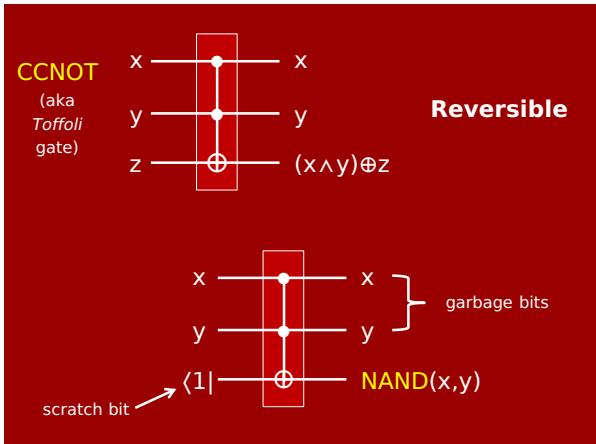 CCNOT
(aka
Toffoli
gate)
x x
y y
z (x∧y)⊕z
Reversible
x x
y y
garbage bits
⟨1| NAND(x,y)
scratch bit